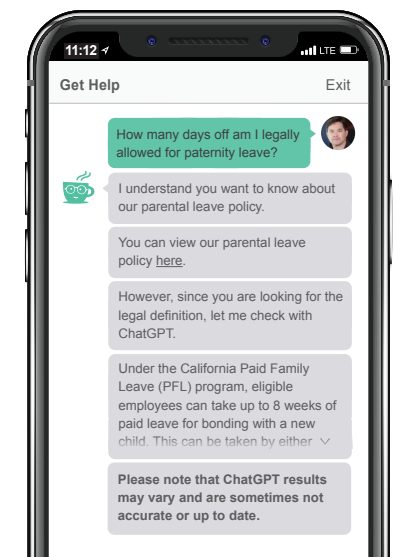 11:12
LTE
Get Help
Exit
How many days off am I legally
allowed for paternity leave?
I understand you want to know about
our parental leave policy.
You can view our parental leave
policy here.
However, since you are looking for the
legal definition, let me check with
ChatGPT.
Under the California Paid Family
Leave (PFL) program, eligible
employees can take up to 8 weeks of
paid leave for bonding with a new
child. This can be taken by either
Please note that ChatGPT results
may vary and are sometimes not
accurate or up to date.